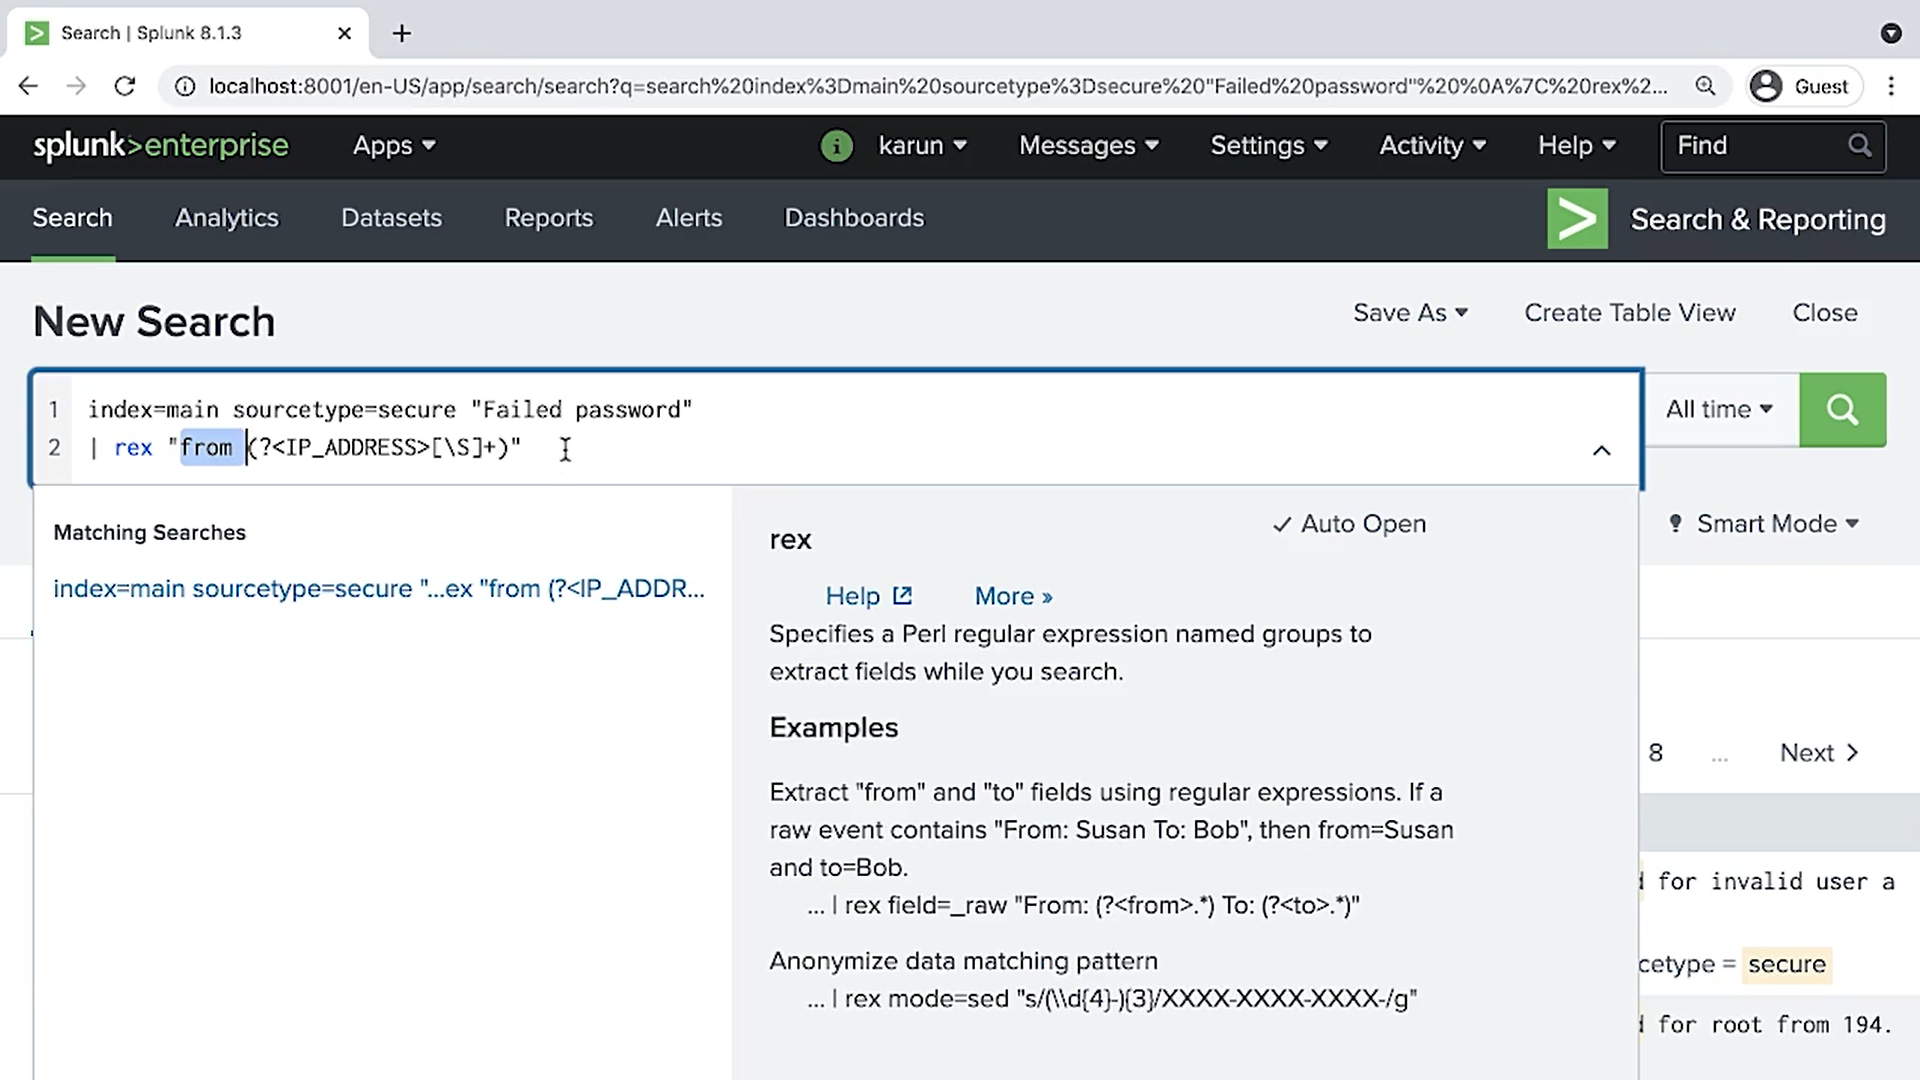 Search | Splunk 8.1.3
localhost:8001/en-US/app/search/search?q=search%20index%3Dmain%20sourcetype%3Dsecure%20"Failed%20password"%20%0A%7C%20rex%2...
Guest
splunk>enterprise
Apps
i
karun
Messages
Settings
Activity
Help
Find
Search
Analytics
Datasets
Reports
Alerts
Dashboards
Search & Reporting
New Search
Save As
Create Table View
Close
1 index=main sourcetype=secure "Failed password"
2 | rex "from (?<IP_ADDRESS>[\S]+)"
All time
Smart Mode
Matching Searches
index=main sourcetype=secure "...ex "from (?<IP_ADDR...
rex
✓ Auto Open
Help
More »
Specifies a Perl regular expression named groups to
extract fields while you search.
Examples
Extract "from" and "to" fields using regular expressions. If a
raw event contains "From: Susan To: Bob", then from=Susan
and to=Bob.
... | rex field=_raw "From: (?<from>.*) To: (?<to>.*)"
Anonymize data matching pattern
... | rex mode=sed "s/(\\d{4}-){3}/XXXX-XXXX-XXXX-/g"
8
...
Next >
d for invalid user a
cetype = secure
d for root from 194.